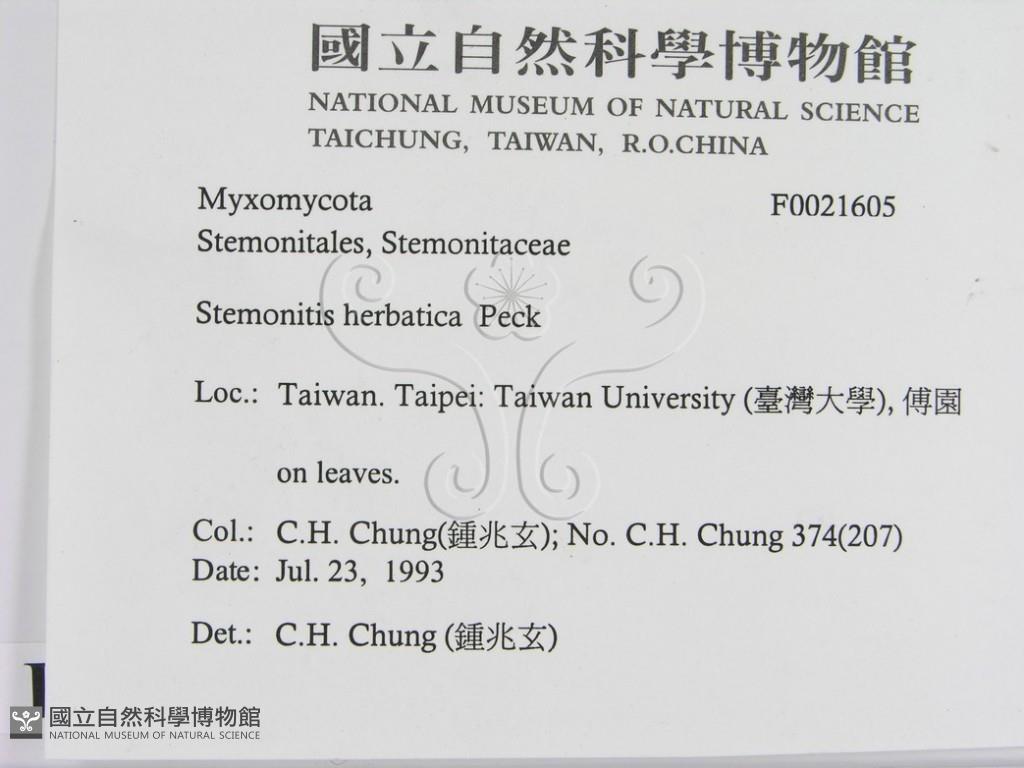 國立自然科學博物館
NATIONAL MUSEUM OF NATURAL SCIENCE
TAICHUNG, TAIWAN, R.O.CHINA
Myxomycota F0021605
Stemonitales, Stemonitaceae
Stemonitis herbatica Peck
Loc.: Taiwan. Taipei: Taiwan University (臺灣大學), 傅園
on leaves.
Col.: C.H. Chung(鍾兆玄); No. C.H. Chung 374(207)
Date: Jul. 23, 1993
Det.: C.H. Chung (鍾兆玄)
國立自然科學博物館
NATIONAL MUSEUM OF NATURAL SCIENCE